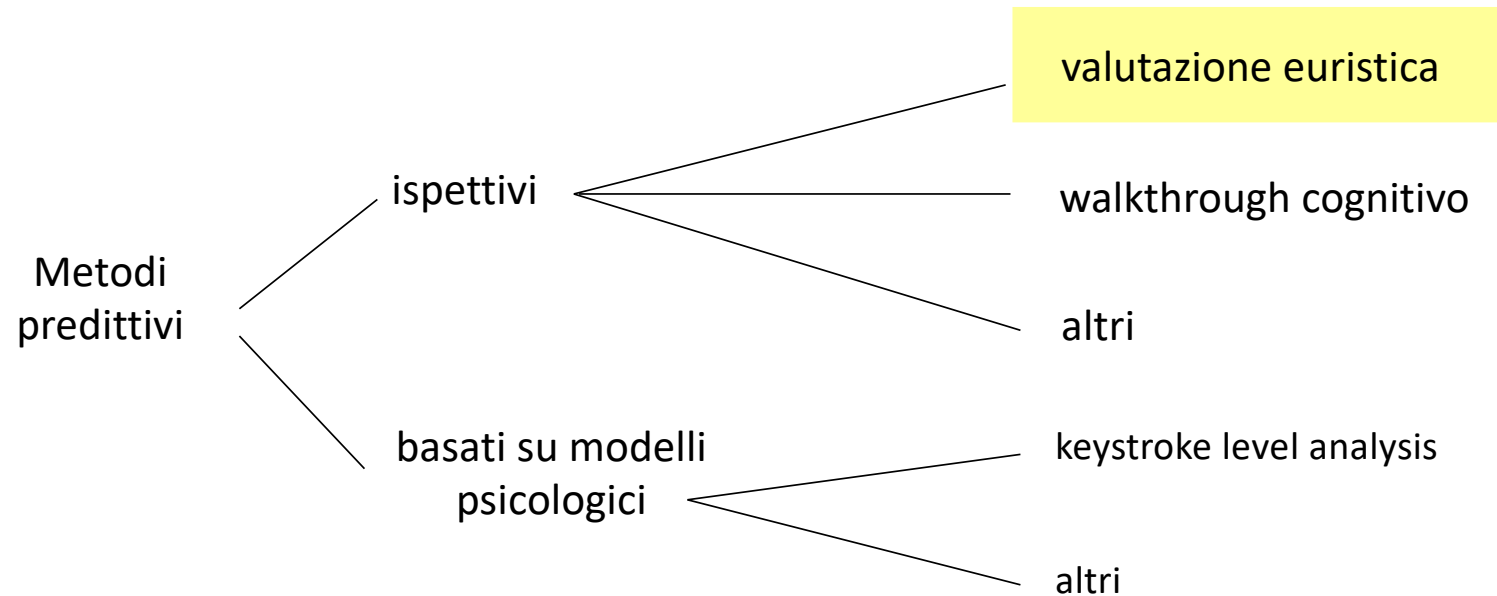 Metodi
predittivi
ispettivi
valutazione euristica
walkthrough cognitivo
altri
basati su modelli
psicologici
keystroke level analysis
altri